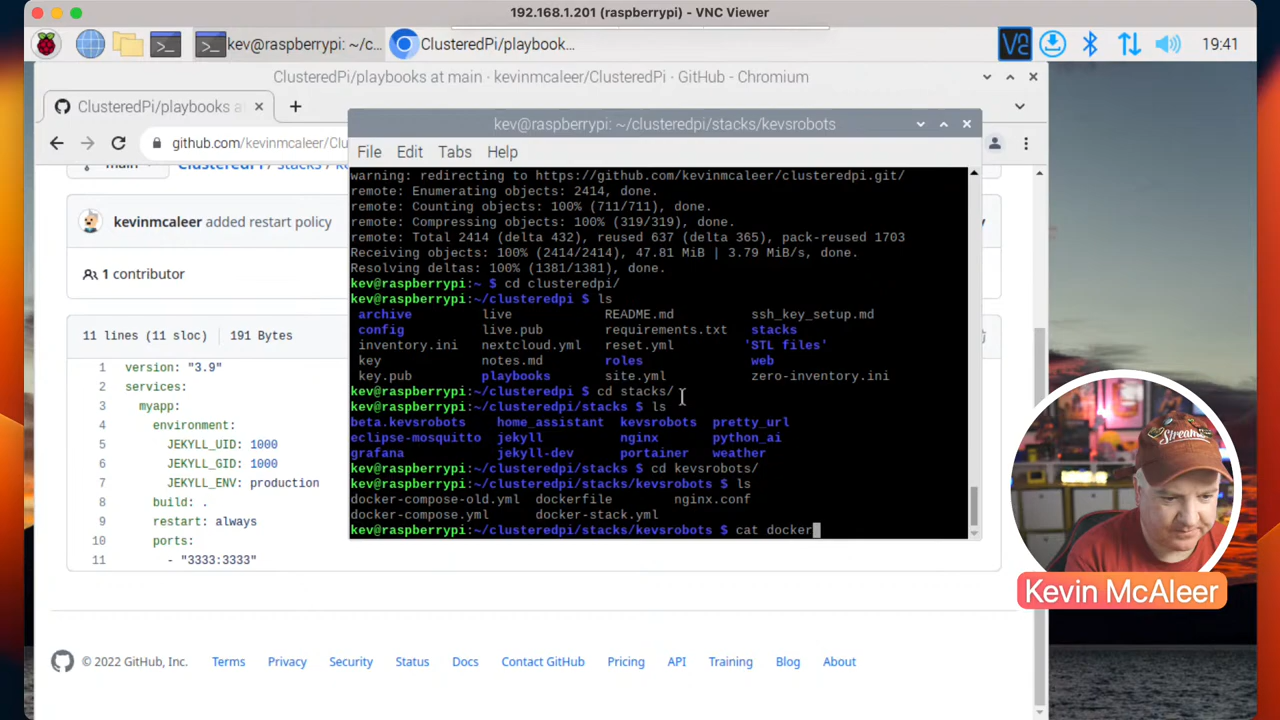 192.168.1.201 (raspberrypi) - VNC Viewer
kev@raspberrypi: ~/c...
ClusteredPi/playbook...
19:41
ClusteredPi/playbooks at main · kevinmcaleer/ClusteredPi · GitHub - Chromium
ClusteredPi/playbooks a
github.com/kevinmcaleer/Clu
kevinmcaleer added restart policy
1 contributor
11 lines (11 sloc)
191 Bytes
1 version: "3.9"
2 services:
3 myapp:
4 environment:
5 JEKYLL_UID: 1000
6 JEKYLL_GID: 1000
7 JEKYLL_ENV: production
8 build: .
9 restart: always
10 ports:
11 - "3333:3333"
kev@raspberrypi: ~/clusteredpi/stacks/kevsrobots
File Edit Tabs Help
warning: redirecting to https://github.com/kevinmcaleer/clusteredpi.git/
remote: Enumerating objects: 2414, done.
remote: Counting objects: 100% (711/711), done.
remote: Compressing objects: 100% (319/319), done.
remote: Total 2414 (delta 432), reused 637 (delta 365), pack-reused 1703
Receiving objects: 100% (2414/2414), 47.81 MiB | 3.79 MiB/s, done.
Resolving deltas: 100% (1381/1381), done.
kev@raspberrypi:~ $ cd clusteredpi/
kev@raspberrypi:~/clusteredpi $ ls
archive live README.md ssh_key_setup.md
config live.pub requirements.txt stacks
inventory.ini nextcloud.yml reset.yml 'STL files'
key notes.md roles web
key.pub playbooks site.yml zero-inventory.ini
kev@raspberrypi:~/clusteredpi $ cd stacks/
kev@raspberrypi:~/clusteredpi/stacks $ ls
beta.kevsrobots home_assistant kevsrobots pretty_url
eclipse-mosquitto jekyll nginx python_ai
grafana jekyll-dev portainer weather
kev@raspberrypi:~/clusteredpi/stacks $ cd kevsrobots/
kev@raspberrypi:~/clusteredpi/stacks/kevsrobots $ ls
docker-compose-old.yml dockerfile nginx.conf
docker-compose.yml docker-stack.yml
kev@raspberrypi:~/clusteredpi/stacks/kevsrobots $ cat docker
Stream
Kevin McAleer
© 2022 GitHub, Inc. Terms Privacy Security Status Docs Contact GitHub Pricing API Training Blog About